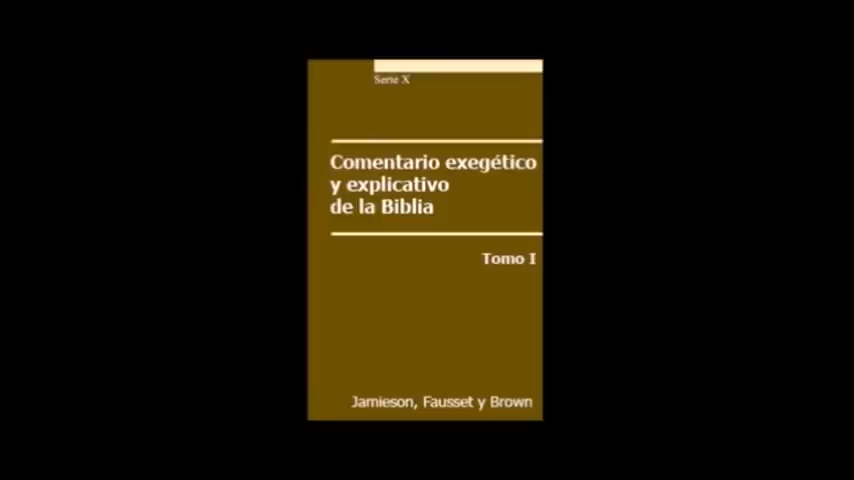 Serie X
Comentario exegético
y explicativo
de la Biblia
Tomo I
Jamieson, Fausset y Brown